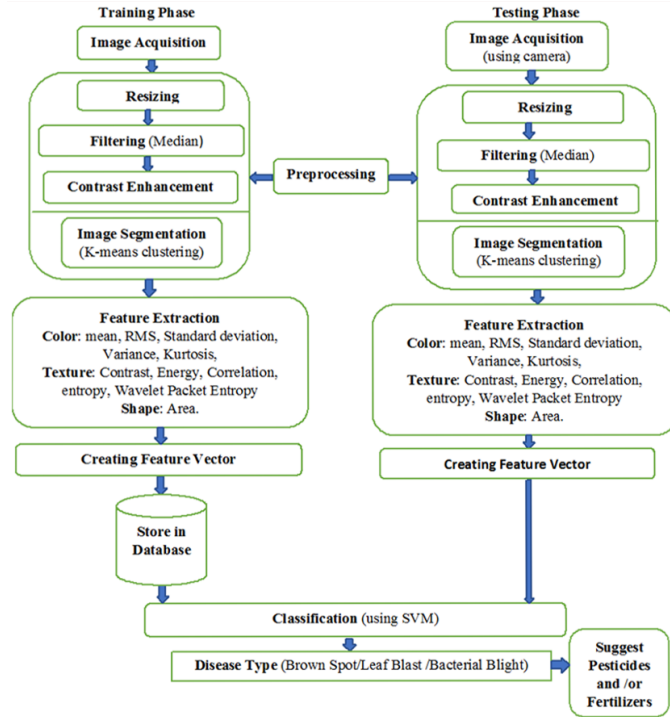 Training Phase
Image Acquisition
Resizing
Filtering (Median)
Contrast Enhancement
Image Segmentation
(K-means clustering)
Feature Extraction
Color: mean, RMS, Standard deviation,
Variance, Kurtosis,
Texture: Contrast, Energy, Correlation,
entropy, Wavelet Packet Entropy
Shape: Area.
Creating Feature Vector
Store in
Database
Preprocessing
Testing Phase
Image Acquisition
(using camera)
Resizing
Filtering (Median)
Contrast Enhancement
Image Segmentation
(K-means clustering)
Feature Extraction
Color: mean, RMS, Standard deviation,
Variance, Kurtosis,
Texture: Contrast, Energy, Correlation,
entropy, Wavelet Packet Entropy
Shape: Area.
Creating Feature Vector
Classification (using SVM)
Disease Type (Brown Spot/Leaf Blast /Bacterial Blight)
Suggest
Pesticides
and /or
Fertilizers